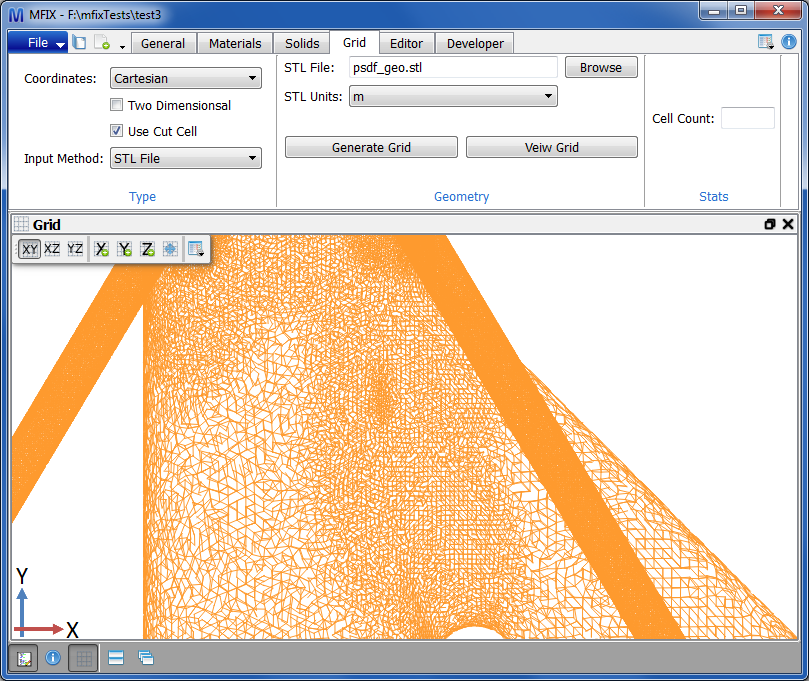 MFIX - F:\mfixTests\test3
File General Materials Solids Grid Editor Developer
Coordinates: Cartesian
Two Dimensionsal
Use Cut Cell
Input Method: STL File
Type
STL File: psdf_geo.stl Browse
STL Units: m
Generate Grid Veiw Grid
Geometry
Cell Count:
Stats
Grid
XY XZ YZ X Y Z
Y
X